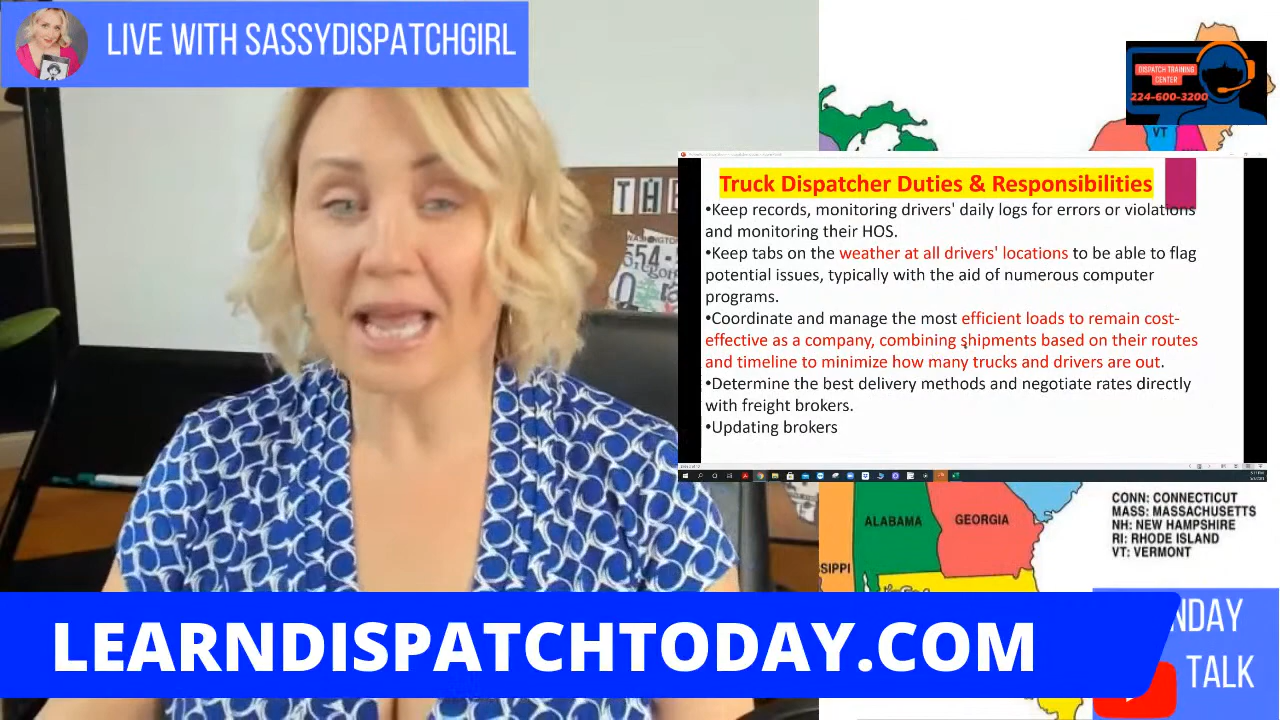 LIVE WITH SASSYDISPATCHGIRL
DISPATCH TRAINING
CENTER
224-600-3200
VT
THE
WASHINGTON
554-
Truck Dispatcher Duties & Responsibilities
•Keep records, monitoring drivers' daily logs for errors or violations
and monitoring their HOS.
•Keep tabs on the weather at all drivers' locations to be able to flag
potential issues, typically with the aid of numerous computer
programs.
•Coordinate and manage the most efficient loads to remain cost-
effective as a company, combining shipments based on their routes
and timeline to minimize how many trucks and drivers are out.
•Determine the best delivery methods and negotiate rates directly
with freight brokers.
•Updating brokers
ALABAMA
GEORGIA
SIPPI
CONN: CONNECTICUT
MASS: MASSACHUSETTS
NH: NEW HAMPSHIRE
RI: RHODE ISLAND
VT: VERMONT
NDAY
TALK
LEARNDISPATCHTODAY.COM